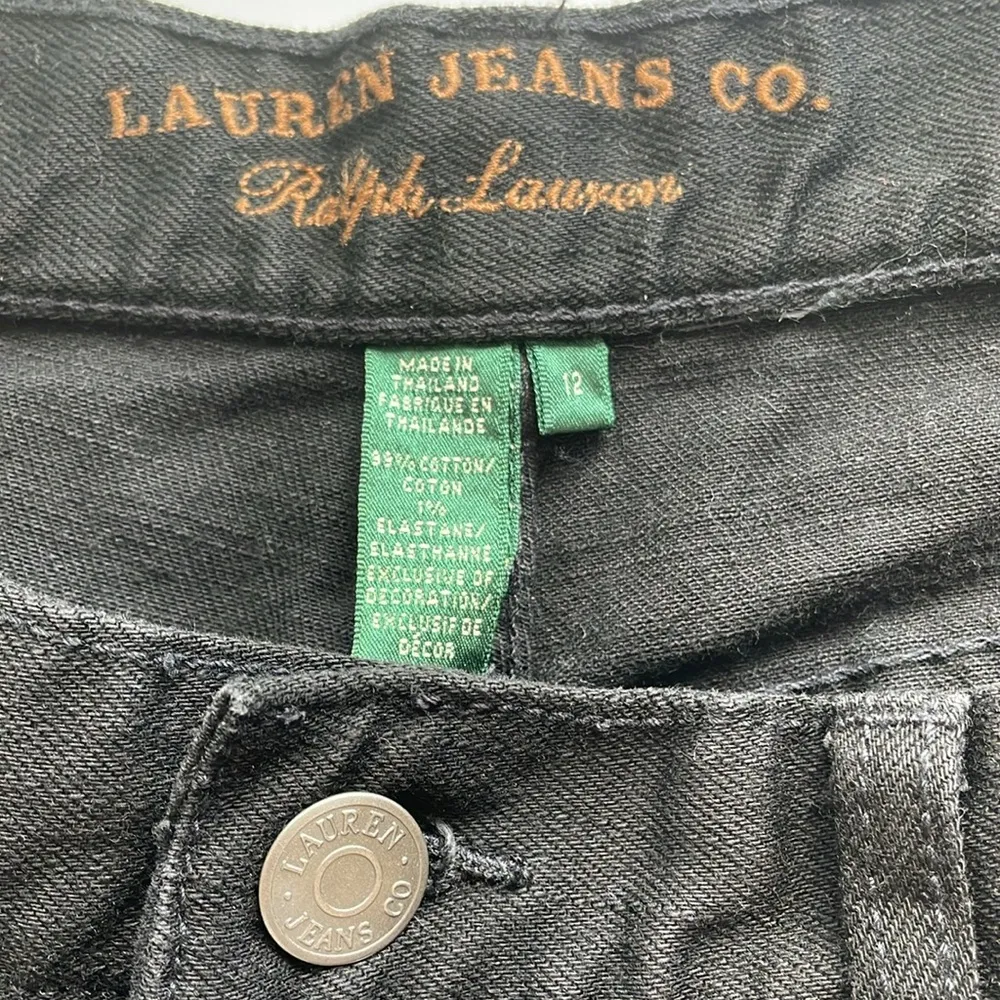 LAUREN JEANS CO.
Ralph Lauren
MADE IN
THAILAND
FABRIQUE EN
THAILANDE
99% COTTON/
COTON
1%
ELASTANE/
ELASTHANNE
EXCLUSIVE OF
DECORATION/
EXCLUSIF DE
DÉCOR
12
LAUREN
JEANS CO